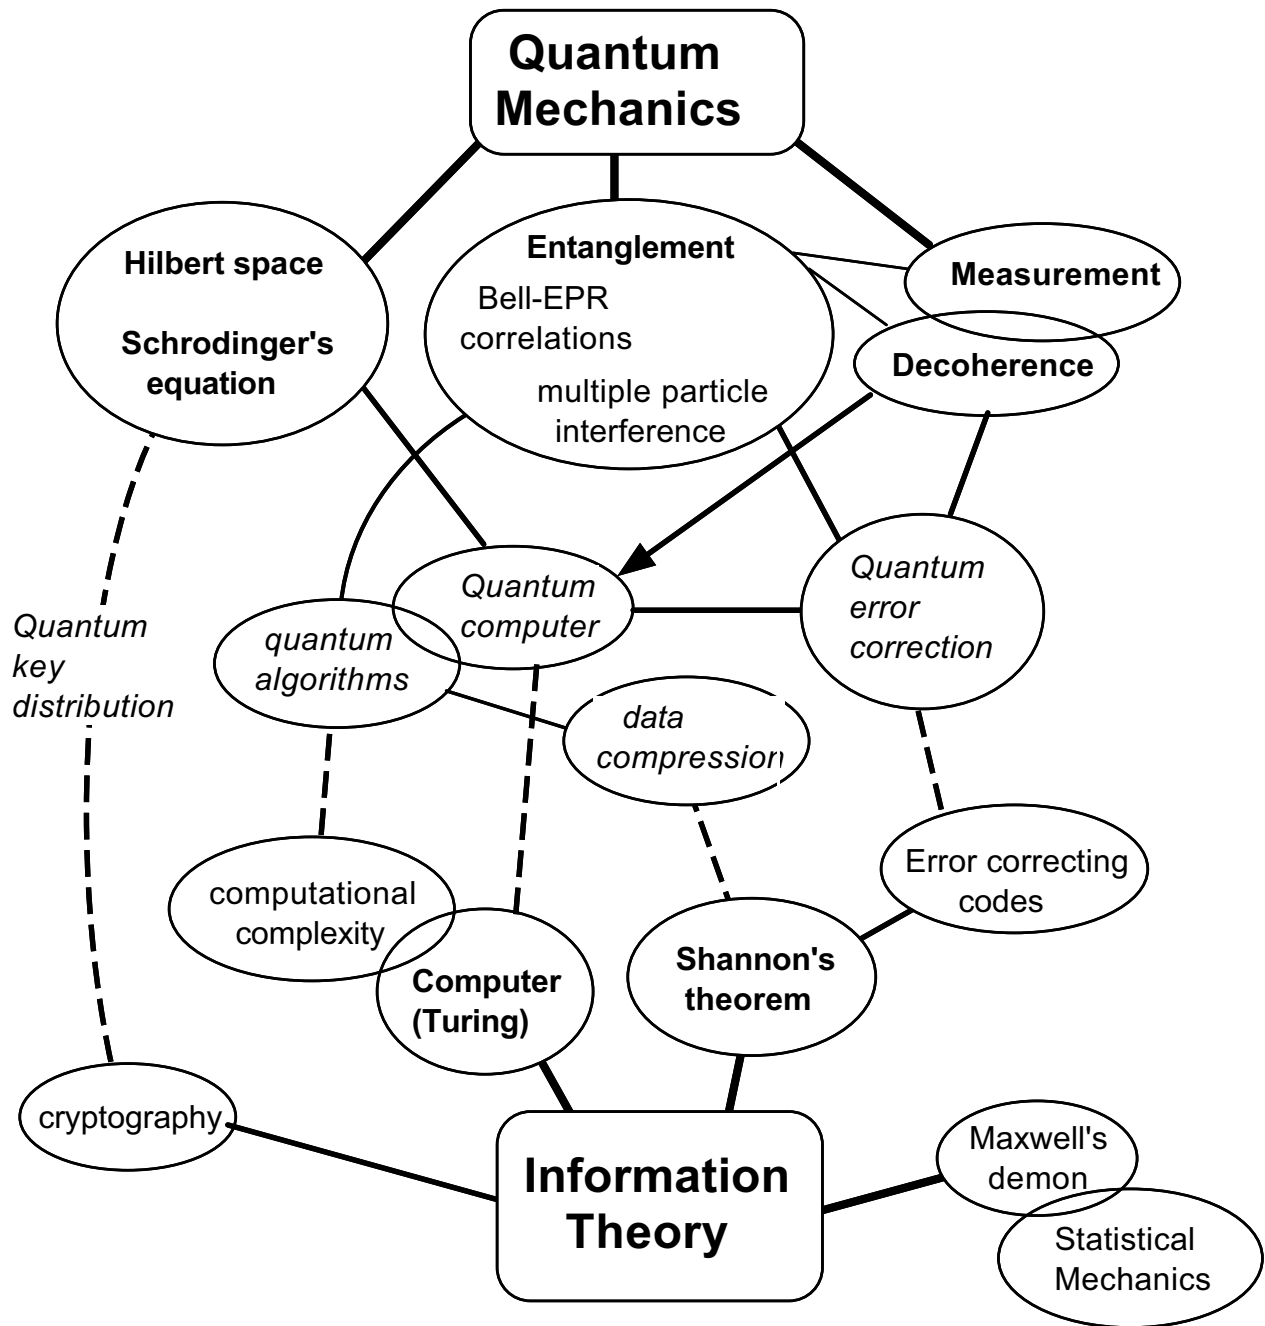 Quantum
Mechanics
Hilbert space
Schrodinger's
equation
Entanglement
Bell-EPR
correlations
multiple particle
interference
Measurement
Decoherence
Quantum
key
distribution
quantum
algorithms
Quantum
computer
Quantum
error
correction
data
compression
computational
complexity
Computer
(Turing)
Shannon's
theorem
Error correcting
codes
cryptography
Information
Theory
Maxwell's
demon
Statistical
Mechanics